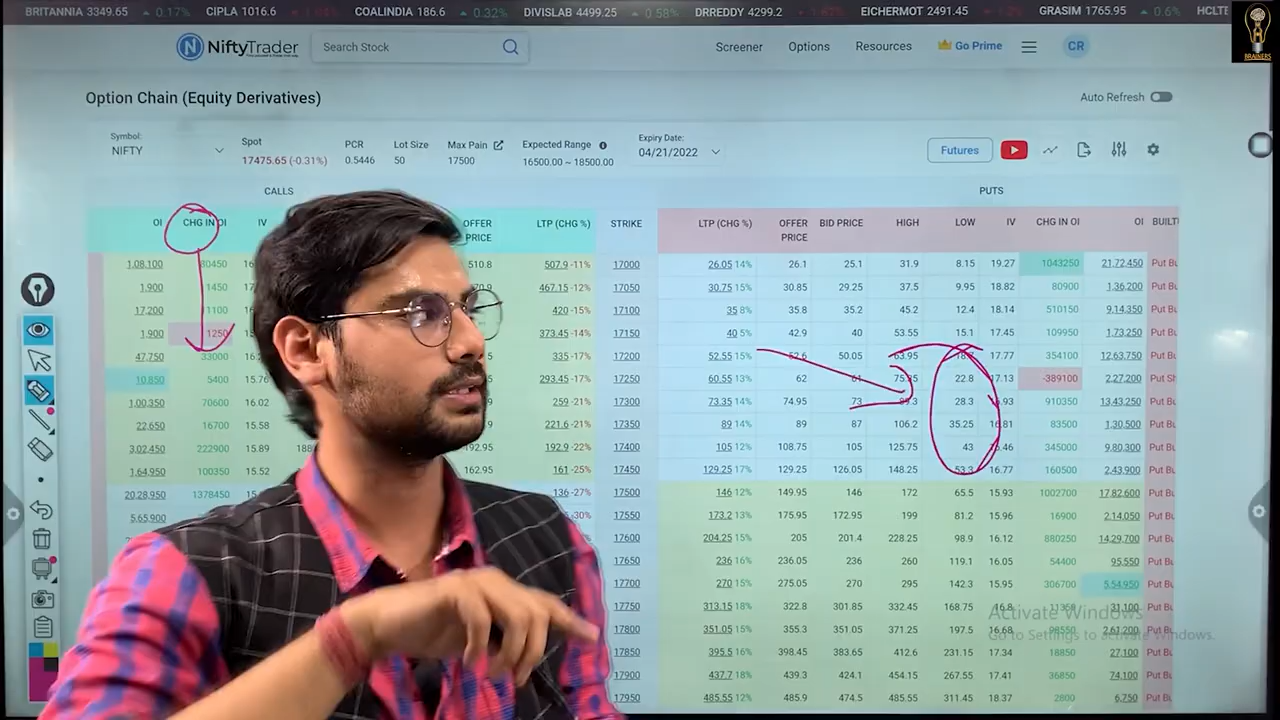 BRITANNIA 3349.65 0.17% CIPLA 1016.6 COALINDIA 186.6 0.32% DIVISLAB 4499.25 0.58% DRREDDY 4299.2 EICHERMOT 2491.45 GRASIM 1765.95 0.6% HCLT
BRAINERS
NiftyTrader Search Stock Screener Options Resources Go Prime CR
Option Chain (Equity Derivatives) Auto Refresh
Symbol: NIFTY
Spot 17475.65 (-0.31%)
PCR 0.5446
Lot Size 50
Max Pain 17500
Expected Range 16500.00 ~ 18500.00
Expiry Date: 04/21/2022
Futures
CALLS PUTS
OI CHG IN OI IV OFFER PRICE LTP (CHG %) STRIKE LTP (CHG %) OFFER PRICE BID PRICE HIGH LOW IV CHG IN OI OI
1,08,100 510.8 507.9 -11% 17000 26.05 14% 26.1 25.1 31.9 8.15 19.27 1043250 21,72,450 Put Bu
1,900 1450 467.15 -12% 17050 30.75 15% 30.85 29.25 37.5 9.95 18.82 80900 1,36,200 Put Bu
17,200 420 -15% 17100 35 8% 35.8 35.2 45.2 12.4 18.14 510150 9,14,350 Put Bu
1,900 1250 373.45 -14% 17150 40 5% 42.9 40 53.55 15.1 17.45 109950 1,73,250 Put Bu
47,750 33000 335 -17% 17200 52.55 15% 52.6 50.05 63.95 17.77 354100 12,63,750 Put Bu
10,850 5400 15.76 293.45 -17% 17250 60.55 13% 62 22.8 17.13 -389100 2,27,200 Put Sh
1,00,350 70600 16.02 259 -21% 17300 73.35 14% 74.95 73 28.3 910350 13,43,250 Put Bu
22,650 16700 15.58 221.6 -21% 17350 89 14% 89 87 106.2 35.25 83500 1,30,500 Put Bu
3,02,450 222900 15.89 192.95 192.9 -22% 17400 105 12% 108.75 105 125.75 43 345000 9,80,300 Put Bu
1,64,950 100350 15.52 162.95 161 -25% 17450 129.25 17% 129.25 126.05 148.25 53.3 16.77 160500 2,43,900 Put Bu
20,28,950 1378450 136 -27% 17500 146 12% 149.95 146 172 65.5 15.93 1002700 17,82,600 Put Bu
5,65,900 -30% 17550 173.2 13% 175.95 172.95 199 81.2 15.96 16900 2,14,050 Put Bu
17600 204.25 15% 205 201.4 228.25 98.9 16.12 880250 14,29,700 Put Bu
17650 236 16% 236.05 236 260 119.1 16.05 54400 95,550 Put Bu
17700 270 15% 275.05 270 295 142.3 15.95 306700 5,54,950 Put Bu
17750 313.15 18% 322.8 301.85 332.45 168.75 16.8 31,100 Put Bu
17800 351.05 15% 355.3 351.05 371.25 197.5 2,61,200 Put Bu
17850 395.5 16% 398.45 383.65 412.6 231.15 17.34 18850 27,100 Put Bu
17900 437.7 18% 439.3 424.1 454.15 267.55 17.41 36850 74,100 Put Bu
17950 485.55 12% 485.9 474.5 485.55 311.45 18.37 2800 6,750 Put Bu
Activate Windows
Go to Settings to activate Windows.